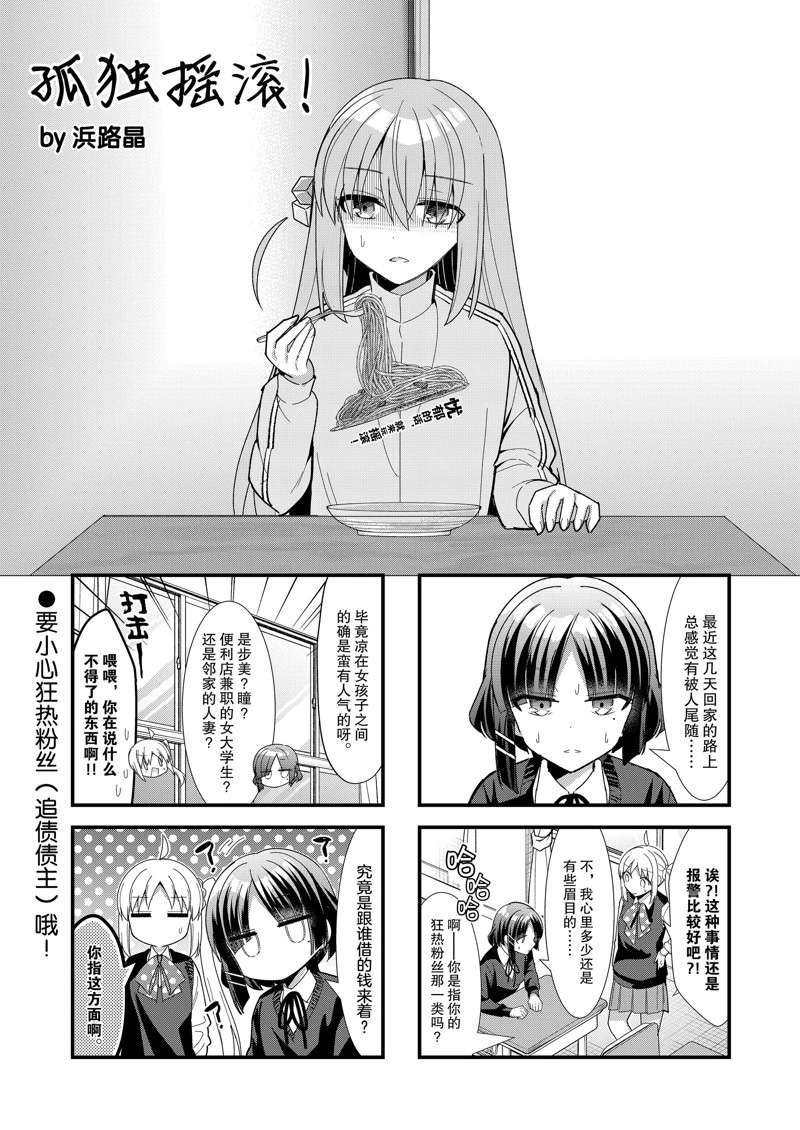 孤独摇滚!
by 浜路晶
忧郁的话,
就来玩摇滚!
●要小心狂热粉丝(追债债主)哦!
最近这几天回家的路上
总感觉有被人尾随……
诶?!这种事情还是
报警比较好吧?!
不,我心里多少还是
有些眉目的……
哈哈哈哈
啊——你是指你的
狂热粉丝那一类吗?
毕竟凉在女孩子之间
的确是蛮有人气的呀。
是步美?瞳?
便利店兼职的女大学生?
还是邻家的人妻?
打击——
喂喂,你在说什么
不得了的东西啊!!
究竟是跟谁借的钱来着?
?
?
?
你指这方面啊。